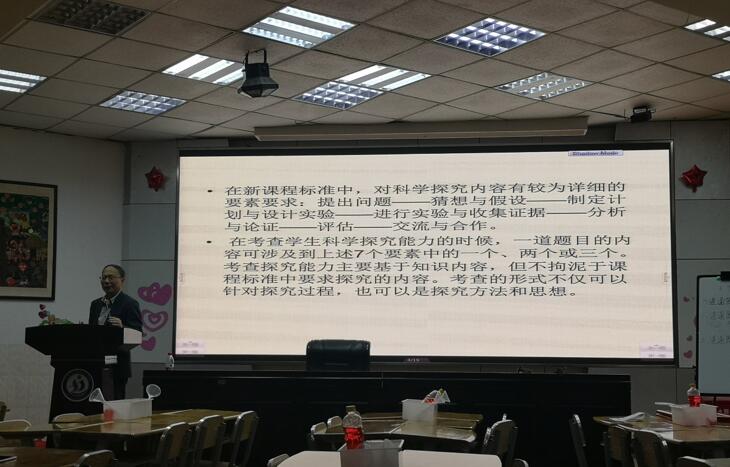 Situation Mode
• 在新课程标准中，对科学探究内容有较为详细的
要素要求：提出问题——猜想与假设——制定计
划与设计实验——进行实验与收集证据——分析
与论证——评估——交流与合作。
• 在考查学生科学探究能力的时候，一道题目的内
容可涉及到上述7个要素中的一个、两个或三个。
考查探究能力主要基于知识内容，但不拘泥于课
程标准中要求探究的内容。考查的形式不仅可以
针对探究过程，也可以是探究方法和思想。
4/19